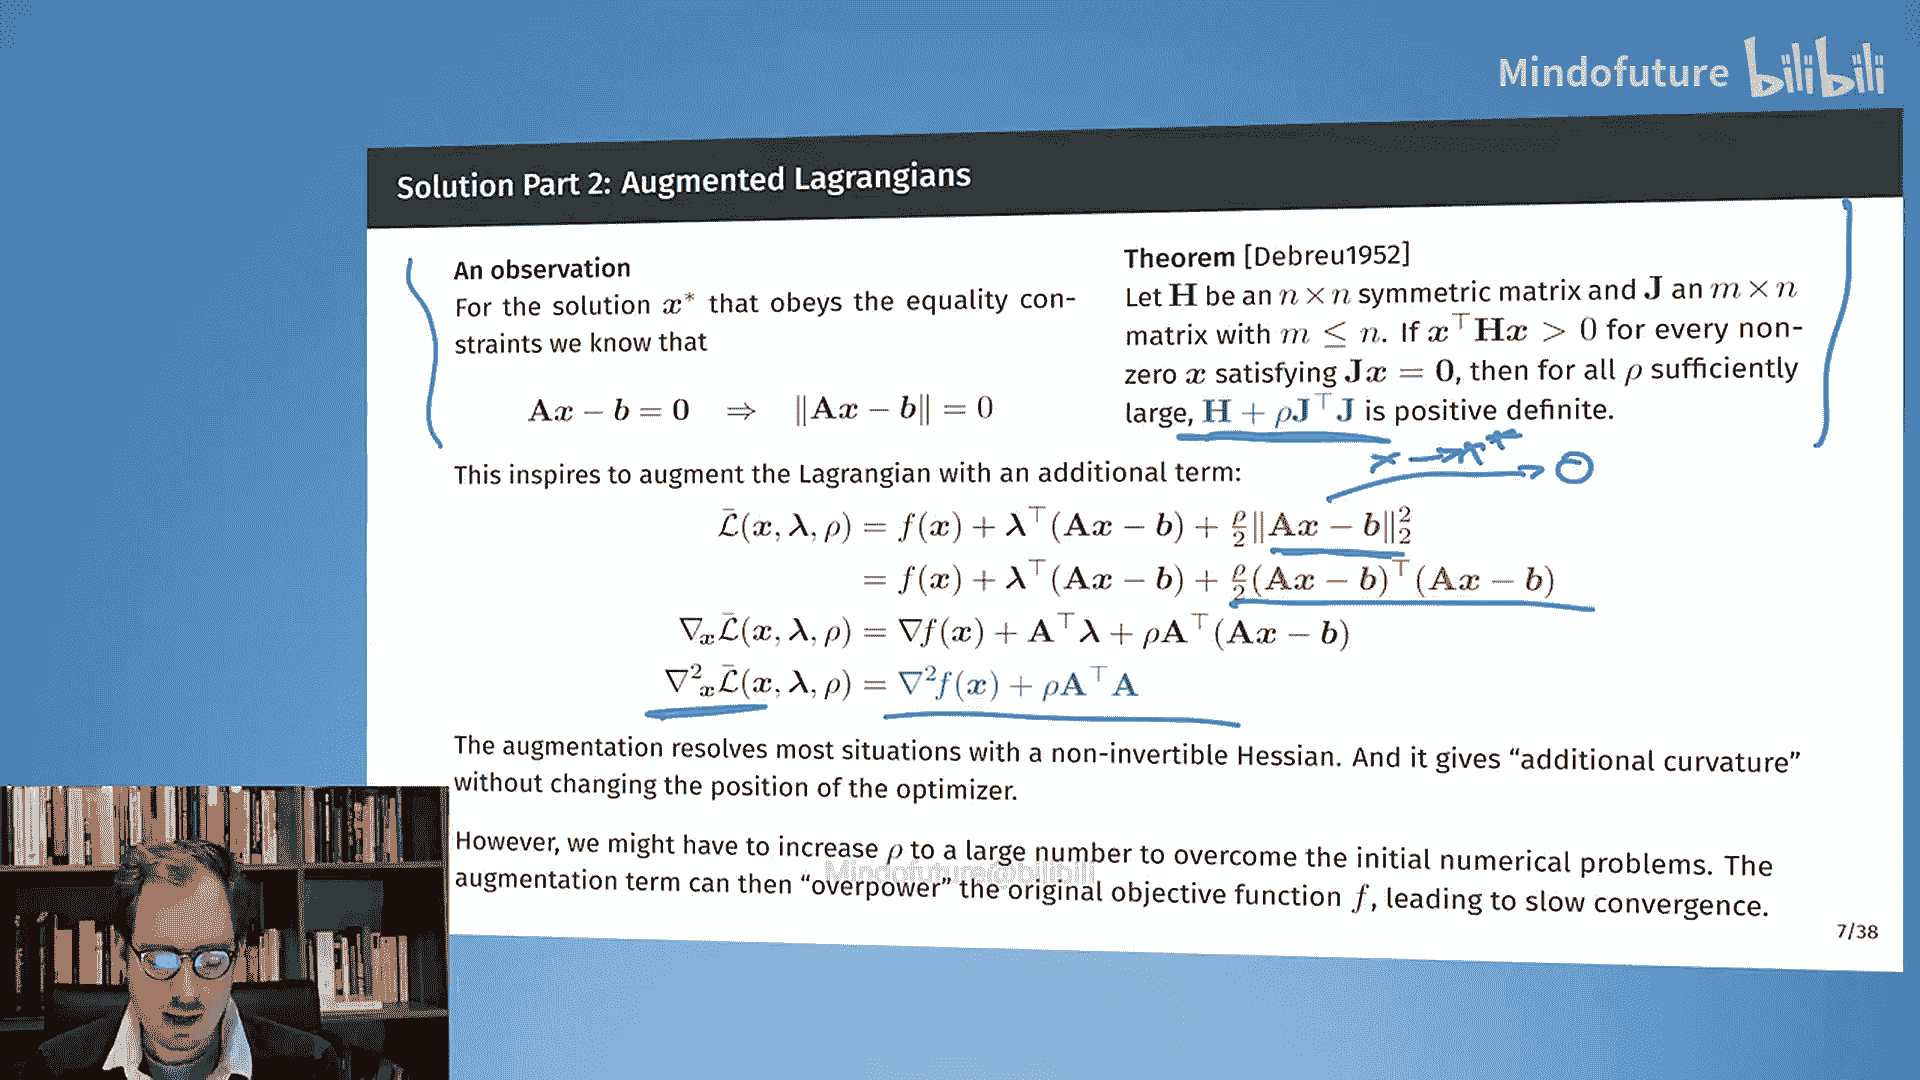 Mindofuture bilibili
Solution Part 2: Augmented Lagrangians
An observation
For the solution x* that obeys the equality con-
straints we know that
Ax − b = 0 ⇒ ‖Ax − b‖ = 0
Theorem [Debreu1952]
Let H be an n × n symmetric matrix and J an m × n
matrix with m ≤ n. If x⊤Hx > 0 for every non-
zero x satisfying Jx = 0, then for all ρ sufficiently
large, H + ρJ⊤J is positive definite.
x → x*
0
This inspires to augment the Lagrangian with an additional term:
ℒ̄(x, λ, ρ) = f(x) + λ⊤(Ax − b) + ρ/2‖Ax − b‖₂²
= f(x) + λ⊤(Ax − b) + ρ/2(Ax − b)⊤(Ax − b)
∇ₓℒ̄(x, λ, ρ) = ∇f(x) + A⊤λ + ρA⊤(Ax − b)
∇²ₓℒ̄(x, λ, ρ) = ∇²f(x) + ρA⊤A
The augmentation resolves most situations with a non-invertible Hessian. And it gives “additional curvature”
without changing the position of the optimizer.
However, we might have to increase ρ to a large number to overcome the initial numerical problems. The
augmentation term can then “overpower” the original objective function f, leading to slow convergence.
Mindofuture@bilibili
7/38